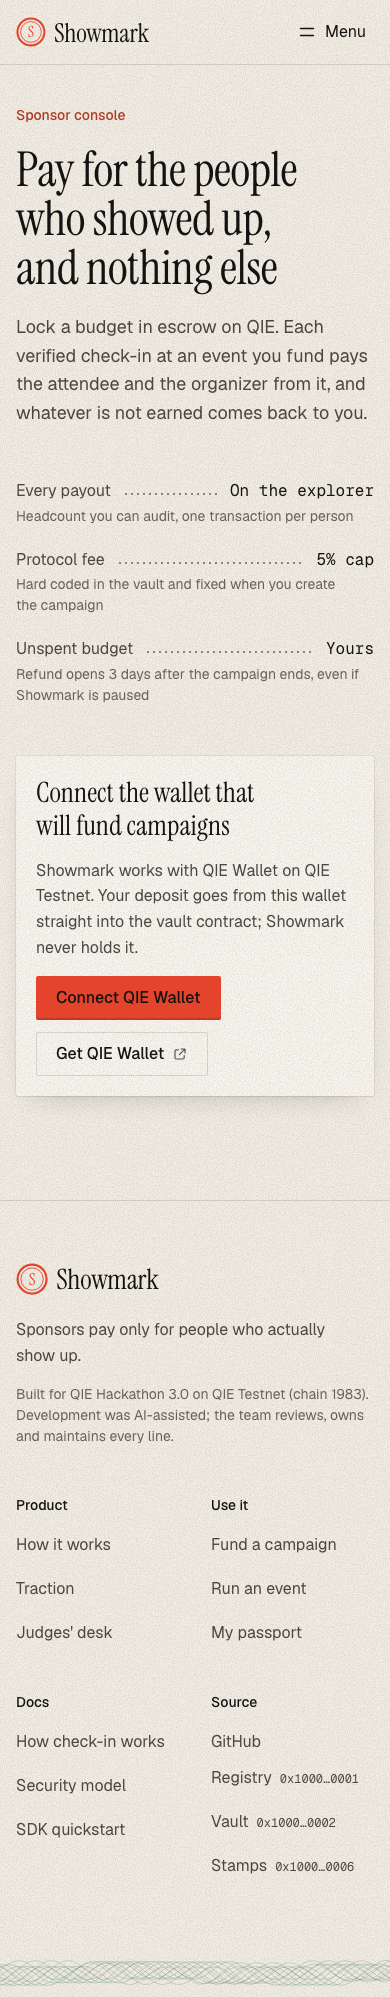 S Showmark
Menu
Sponsor console
Pay for the people
who showed up,
and nothing else
Lock a budget in escrow on QIE. Each
verified check-in at an event you fund pays
the attendee and the organizer from it, and
whatever is not earned comes back to you.
Every payout On the explorer
Headcount you can audit, one transaction per person
Protocol fee 5% cap
Hard coded in the vault and fixed when you create
the campaign
Unspent budget Yours
Refund opens 3 days after the campaign ends, even if
Showmark is paused
Connect the wallet that
will fund campaigns
Showmark works with QIE Wallet on QIE
Testnet. Your deposit goes from this wallet
straight into the vault contract; Showmark
never holds it.
Connect QIE Wallet
Get QIE Wallet
S Showmark
Sponsors pay only for people who actually
show up.
Built for QIE Hackathon 3.0 on QIE Testnet (chain 1983).
Development was AI-assisted; the team reviews, owns
and maintains every line.
Product
How it works
Traction
Judges' desk
Use it
Fund a campaign
Run an event
My passport
Docs
How check-in works
Security model
SDK quickstart
Source
GitHub
Registry 0x1000…0001
Vault 0x1000…0002
Stamps 0x1000…0006